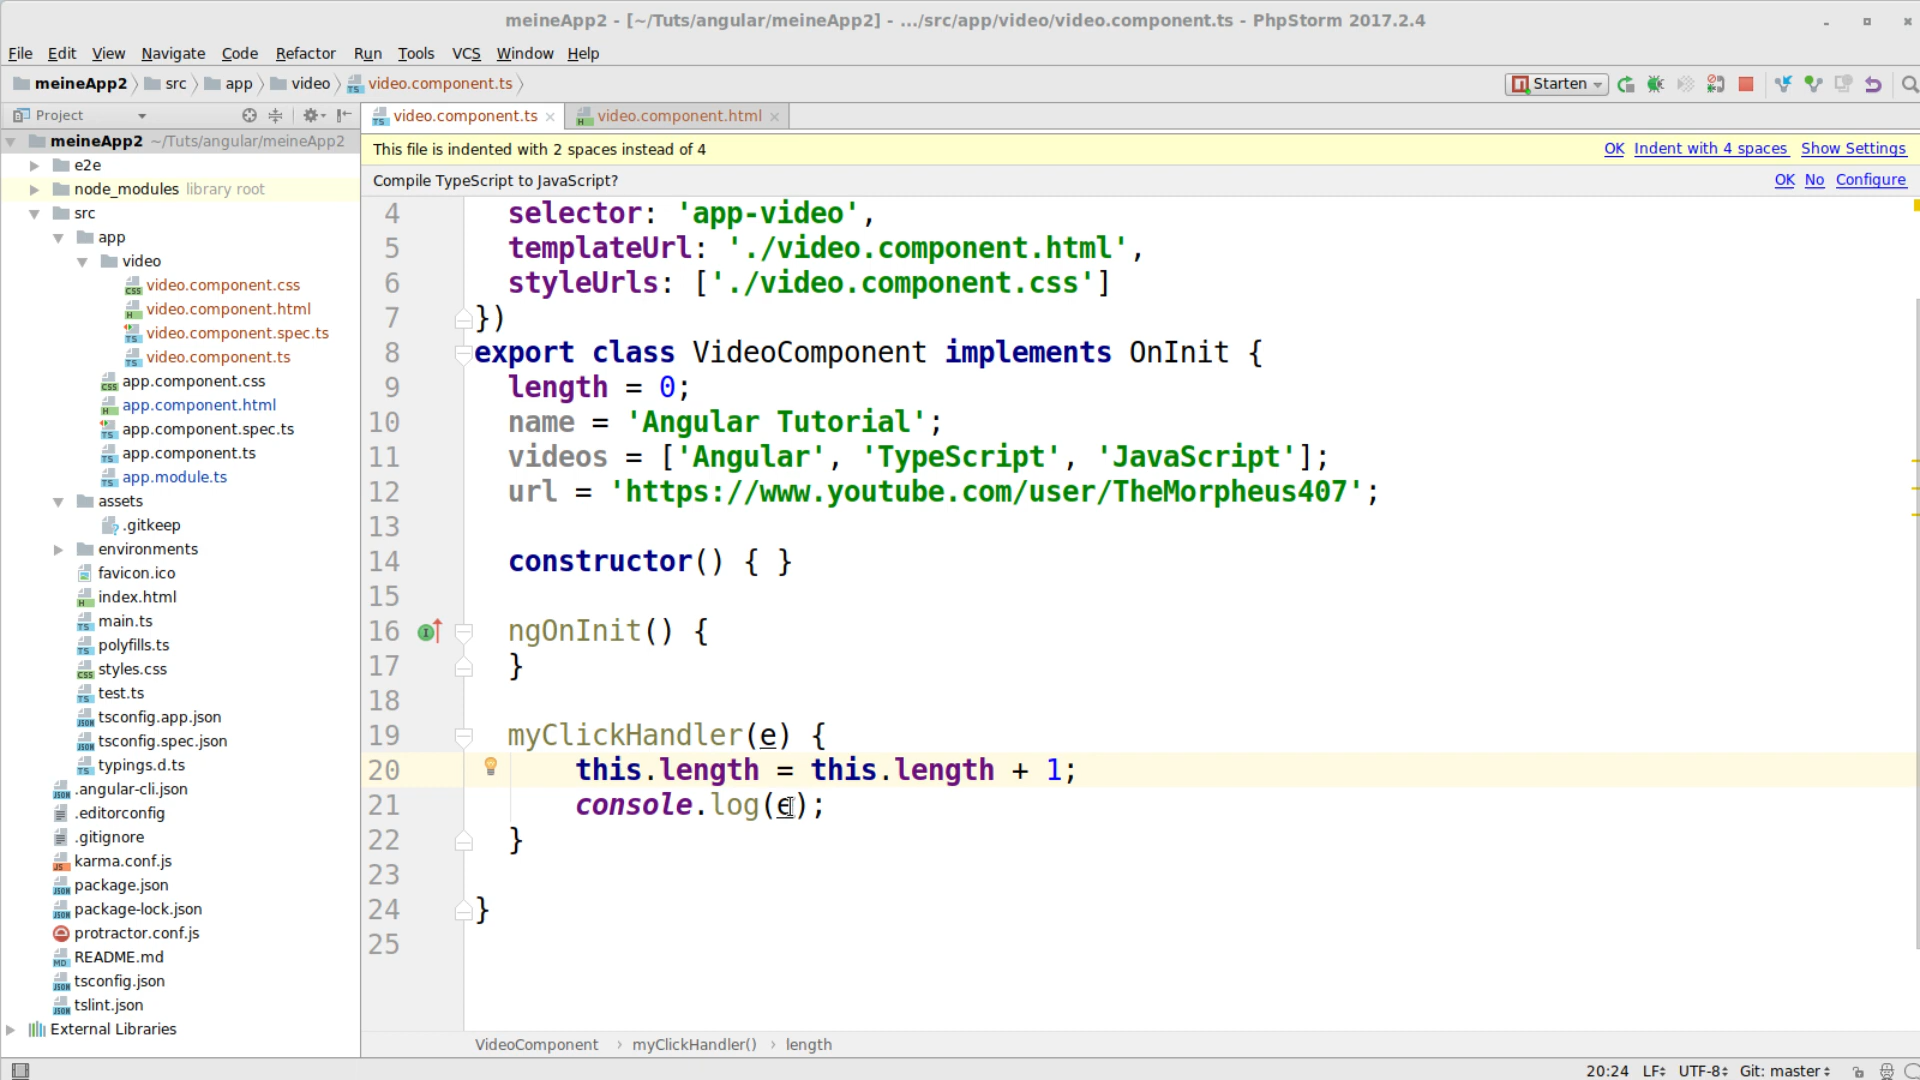 meineApp2 - [~/Tuts/angular/meineApp2] - .../src/app/video/video.component.ts - PhpStorm 2017.2.4
File Edit View Navigate Code Refactor Run Tools VCS Window Help
meineApp2 src app video video.component.ts Starten
Project
video.component.ts video.component.html
This file is indented with 2 spaces instead of 4 OK Indent with 4 spaces Show Settings
Compile TypeScript to JavaScript? OK No Configure
meineApp2 ~/Tuts/angular/meineApp2
e2e
node_modules library root
src
app
video
video.component.css
video.component.html
video.component.spec.ts
video.component.ts
app.component.css
app.component.html
app.component.spec.ts
app.component.ts
app.module.ts
assets
.gitkeep
environments
favicon.ico
index.html
main.ts
polyfills.ts
styles.css
test.ts
tsconfig.app.json
tsconfig.spec.json
typings.d.ts
.angular-cli.json
.editorconfig
.gitignore
karma.conf.js
package.json
package-lock.json
protractor.conf.js
README.md
tsconfig.json
tslint.json
External Libraries
4 selector: 'app-video',
5 templateUrl: './video.component.html',
6 styleUrls: ['./video.component.css']
7 })
8 export class VideoComponent implements OnInit {
9 length = 0;
10 name = 'Angular Tutorial';
11 videos = ['Angular', 'TypeScript', 'JavaScript'];
12 url = 'https://www.youtube.com/user/TheMorpheus407';
13
14 constructor() { }
15
16 ngOnInit() {
17 }
18
19 myClickHandler(e) {
20 this.length = this.length + 1;
21 console.log(e);
22 }
23
24 }
25
VideoComponent › myClickHandler() › length
20:24 LF UTF-8 Git: master